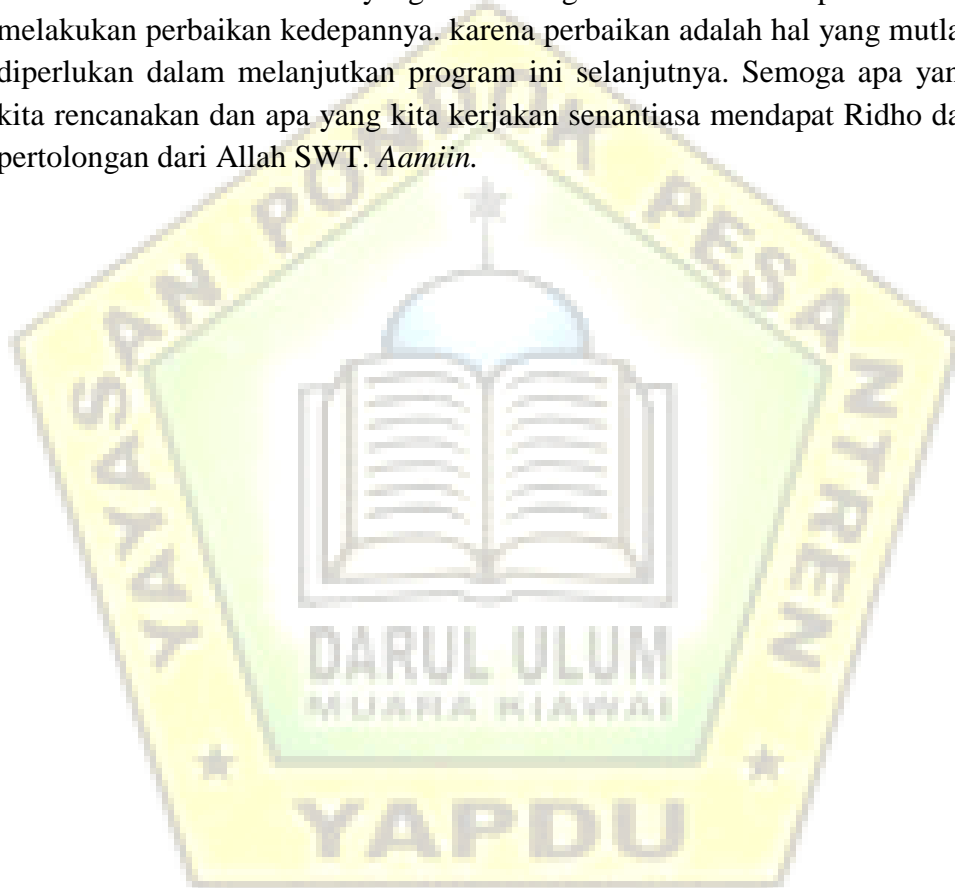 melakukan perbaikan kedepannya. karena perbaikan adalah hal yang mutla
diperlukan dalam melanjutkan program ini selanjutnya. Semoga apa yan
kita rencanakan dan apa yang kita kerjakan senantiasa mendapat Ridho da
pertolongan dari Allah SWT. Aamiin.
YAYASAN PONDOK PESANTREN
DARUL ULUM
MUARA KIAWAI
YAPDU